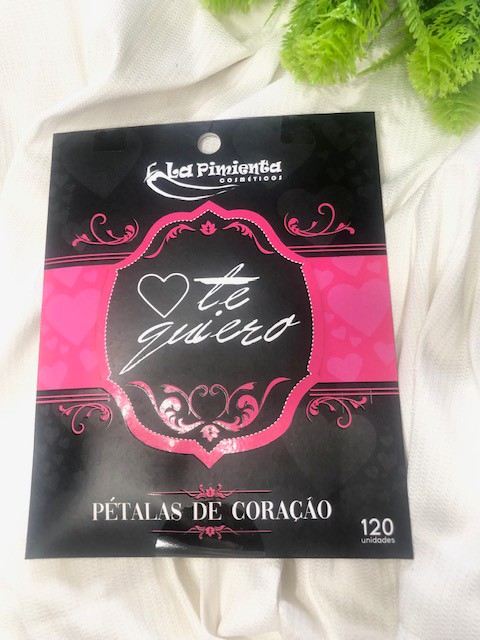 La Pimienta
COSMÉTICOS
te
quiero
PÉTALAS DE CORAÇÃO
120
unidades